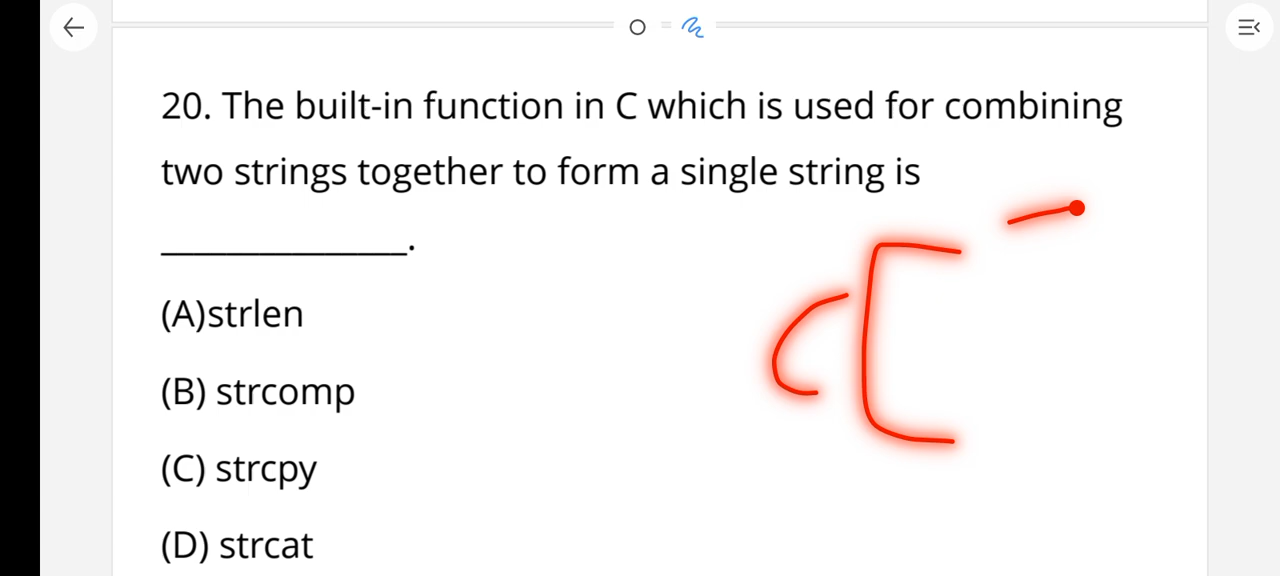 20. The built-in function in C which is used for combining
two strings together to form a single string is
______________.
(A)strlen
(B) strcomp
(C) strcpy
(D) strcat